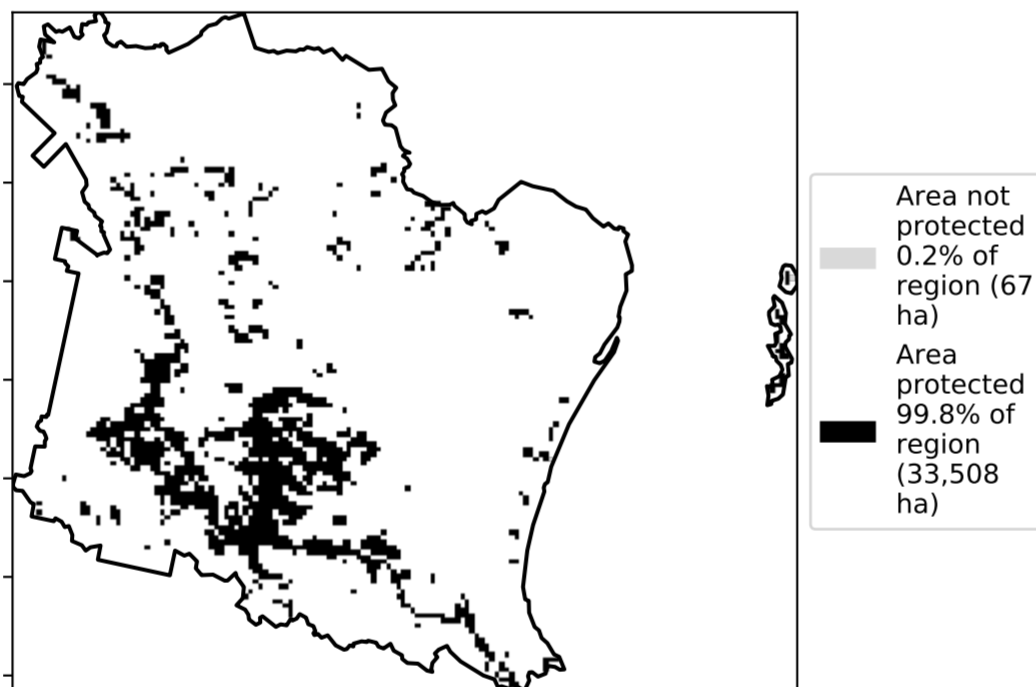 Area not
protected
0.2% of
region (67
ha)
Area
protected
99.8% of
region
(33,508
ha)